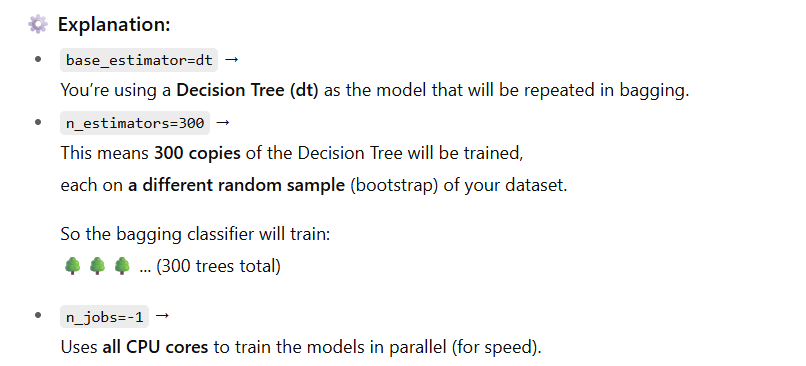 ⚙️ Explanation:
• base_estimator=dt →
You’re using a Decision Tree (dt) as the model that will be repeated in bagging.
• n_estimators=300 →
This means 300 copies of the Decision Tree will be trained,
each on a different random sample (bootstrap) of your dataset.
So the bagging classifier will train:
🌳 🌳 🌳 ... (300 trees total)
• n_jobs=-1 →
Uses all CPU cores to train the models in parallel (for speed).